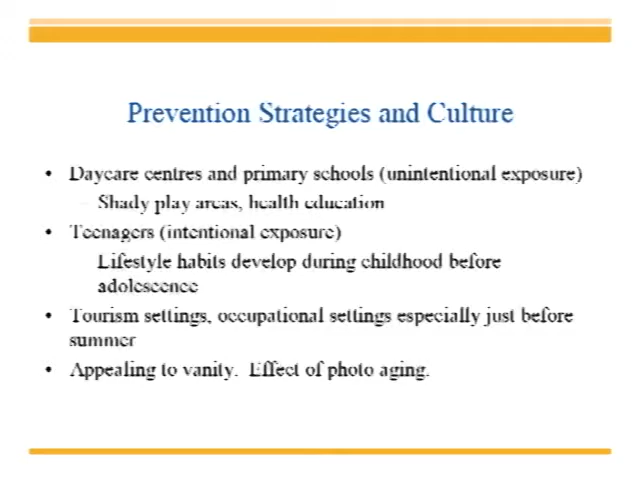 Prevention Strategies and Culture
• Daycare centres and primary schools (unintentional exposure)
– Shady play areas, health education
• Teenagers (intentional exposure)
Lifestyle habits develop during childhood before
adolescence
• Tourism settings, occupational settings especially just before
summer
• Appealing to vanity. Effect of photo aging.